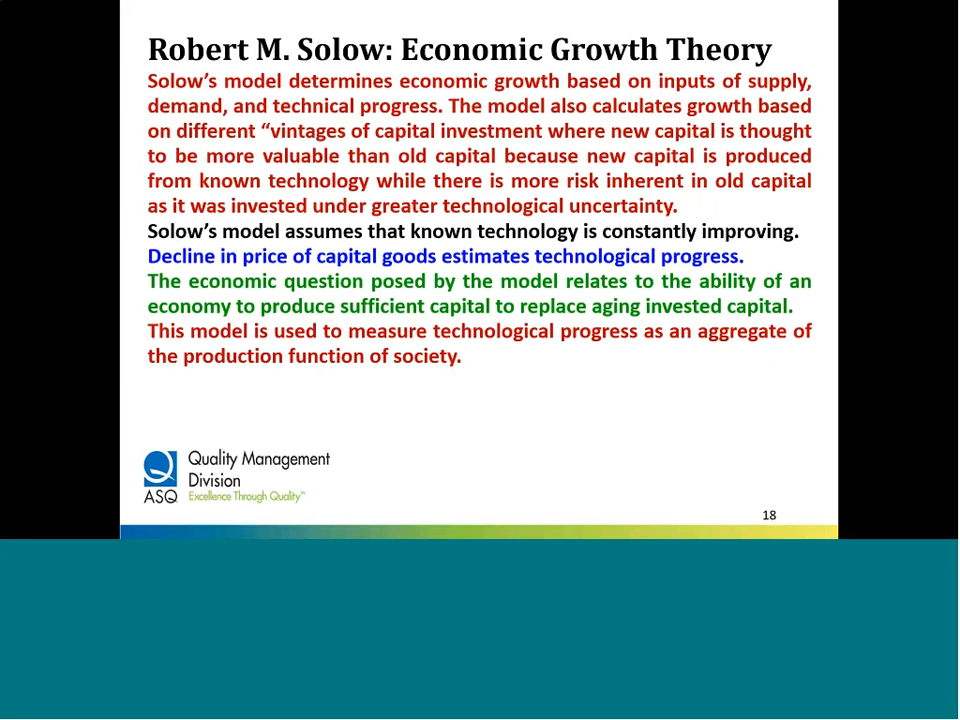 Robert M. Solow: Economic Growth Theory
Solow's model determines economic growth based on inputs of supply,
demand, and technical progress. The model also calculates growth based
on different “vintages of capital investment where new capital is thought
to be more valuable than old capital because new capital is produced
from known technology while there is more risk inherent in old capital
as it was invested under greater technological uncertainty.
Solow's model assumes that known technology is constantly improving.
Decline in price of capital goods estimates technological progress.
The economic question posed by the model relates to the ability of an
economy to produce sufficient capital to replace aging invested capital.
This model is used to measure technological progress as an aggregate of
the production function of society.
Quality Management
Division
ASQ Excellence Through Quality™
18